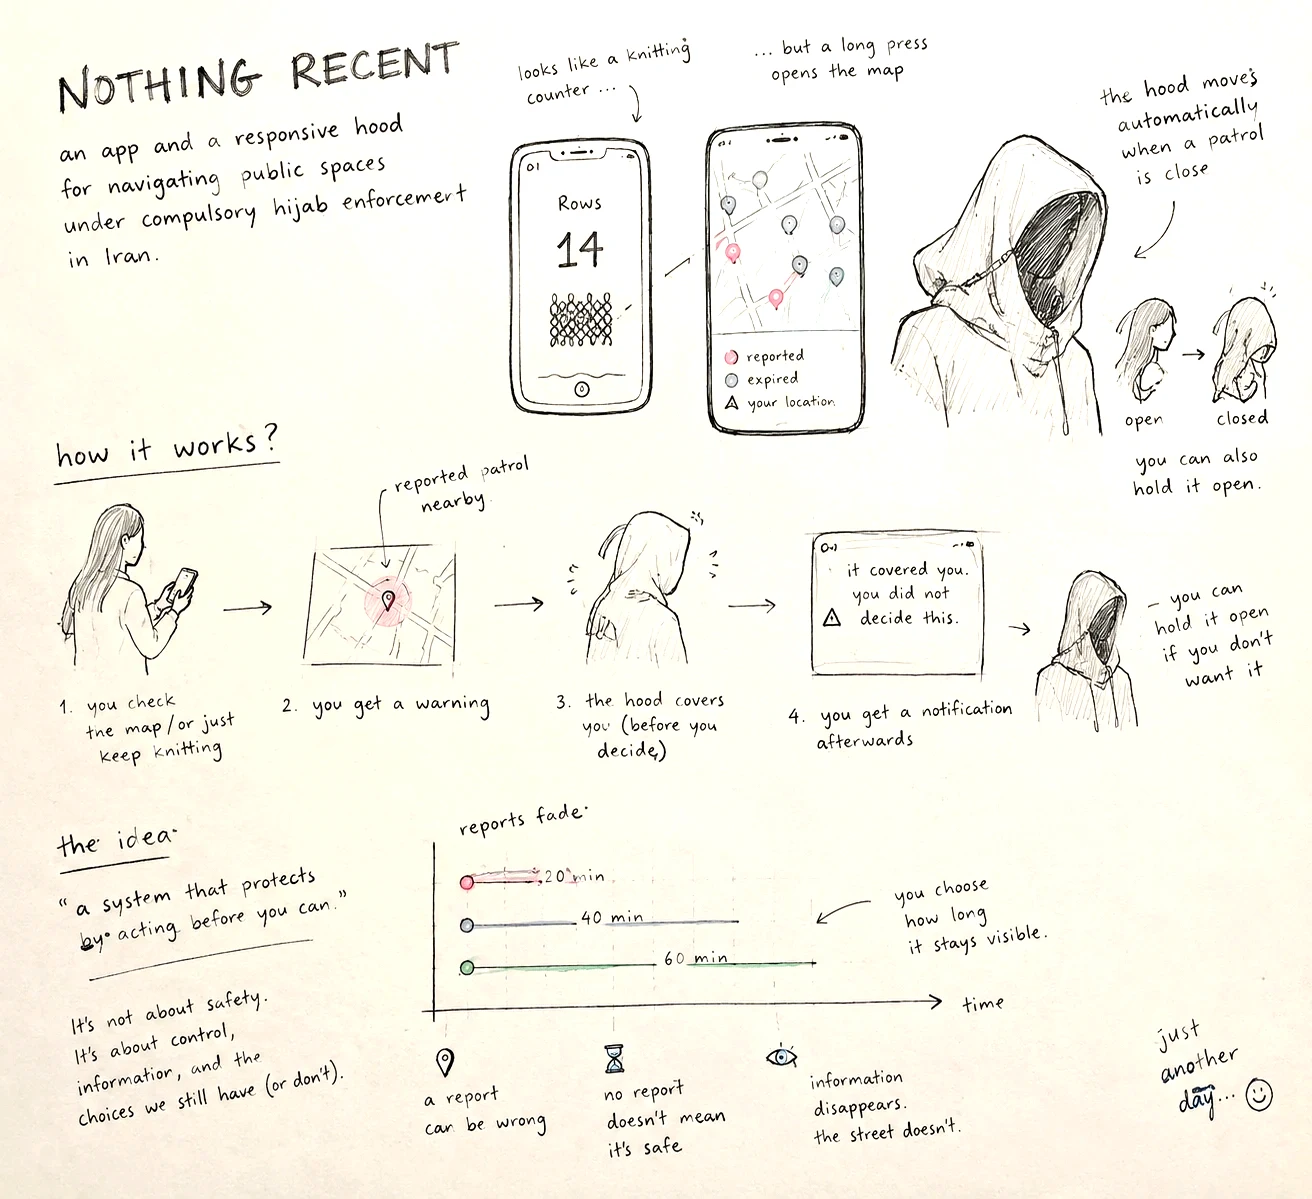 NOTHING RECENT
an app and a responsive hood
for navigating public spaces
under compulsory hijab enforcement
in Iran.
looks like a knitting
counter ...
... but a long press
opens the map
the hood moves
automatically
when a patrol
is close
Rows
14
reported
expired
your location
open
closed
you can also
hold it open.
how it works?
reported patrol
nearby.
it covered you.
you did not
decide this.
– you can
hold it open
if you don't
want it
1. you check
the map/or just
keep knitting
2. you get a warning
3. the hood covers
you (before you
decide)
4. you get a notification
afterwards
the idea
"a system that protects
by acting before you can."
It's not about safety.
It's about control,
information, and the
choices we still have (or don't).
reports fade
20 min
40 min
60 min
time
you choose
how long
it stays visible.
a report
can be wrong
no report
doesn't mean
it's safe
information
disappears.
the street doesn't.
just
another
day...